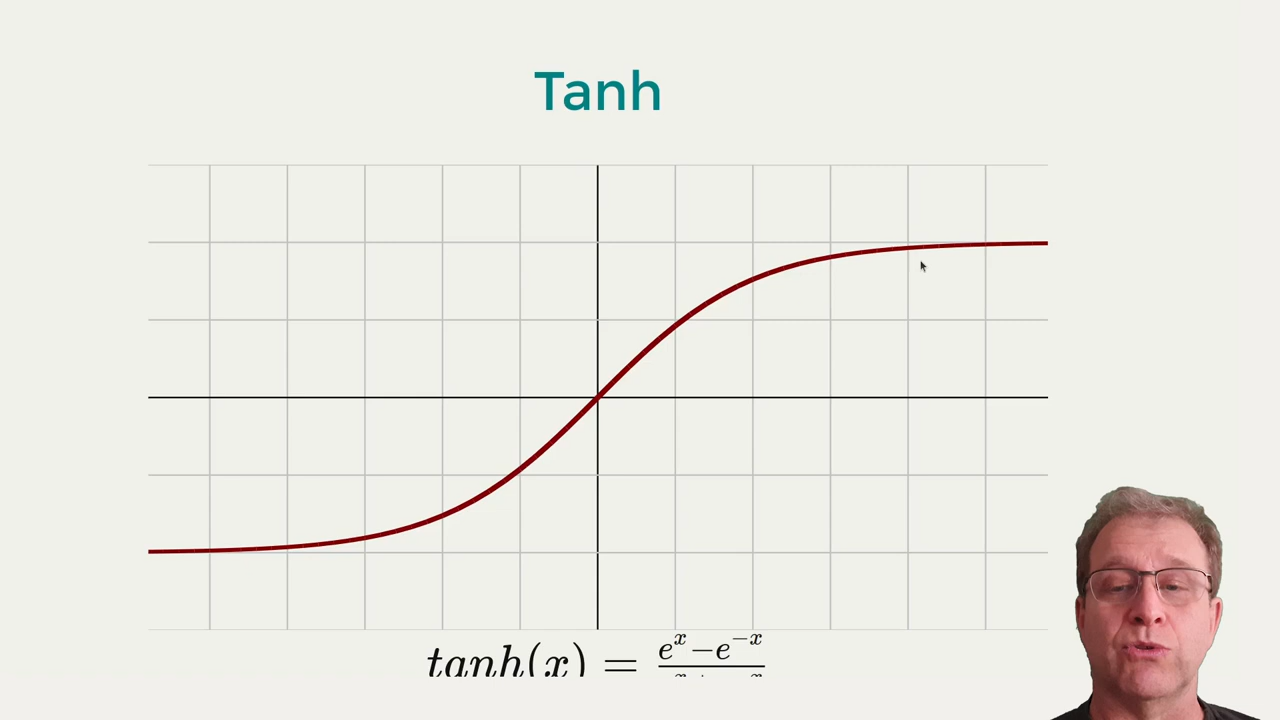 Tanh
tanh(x) = e^x − e^−x